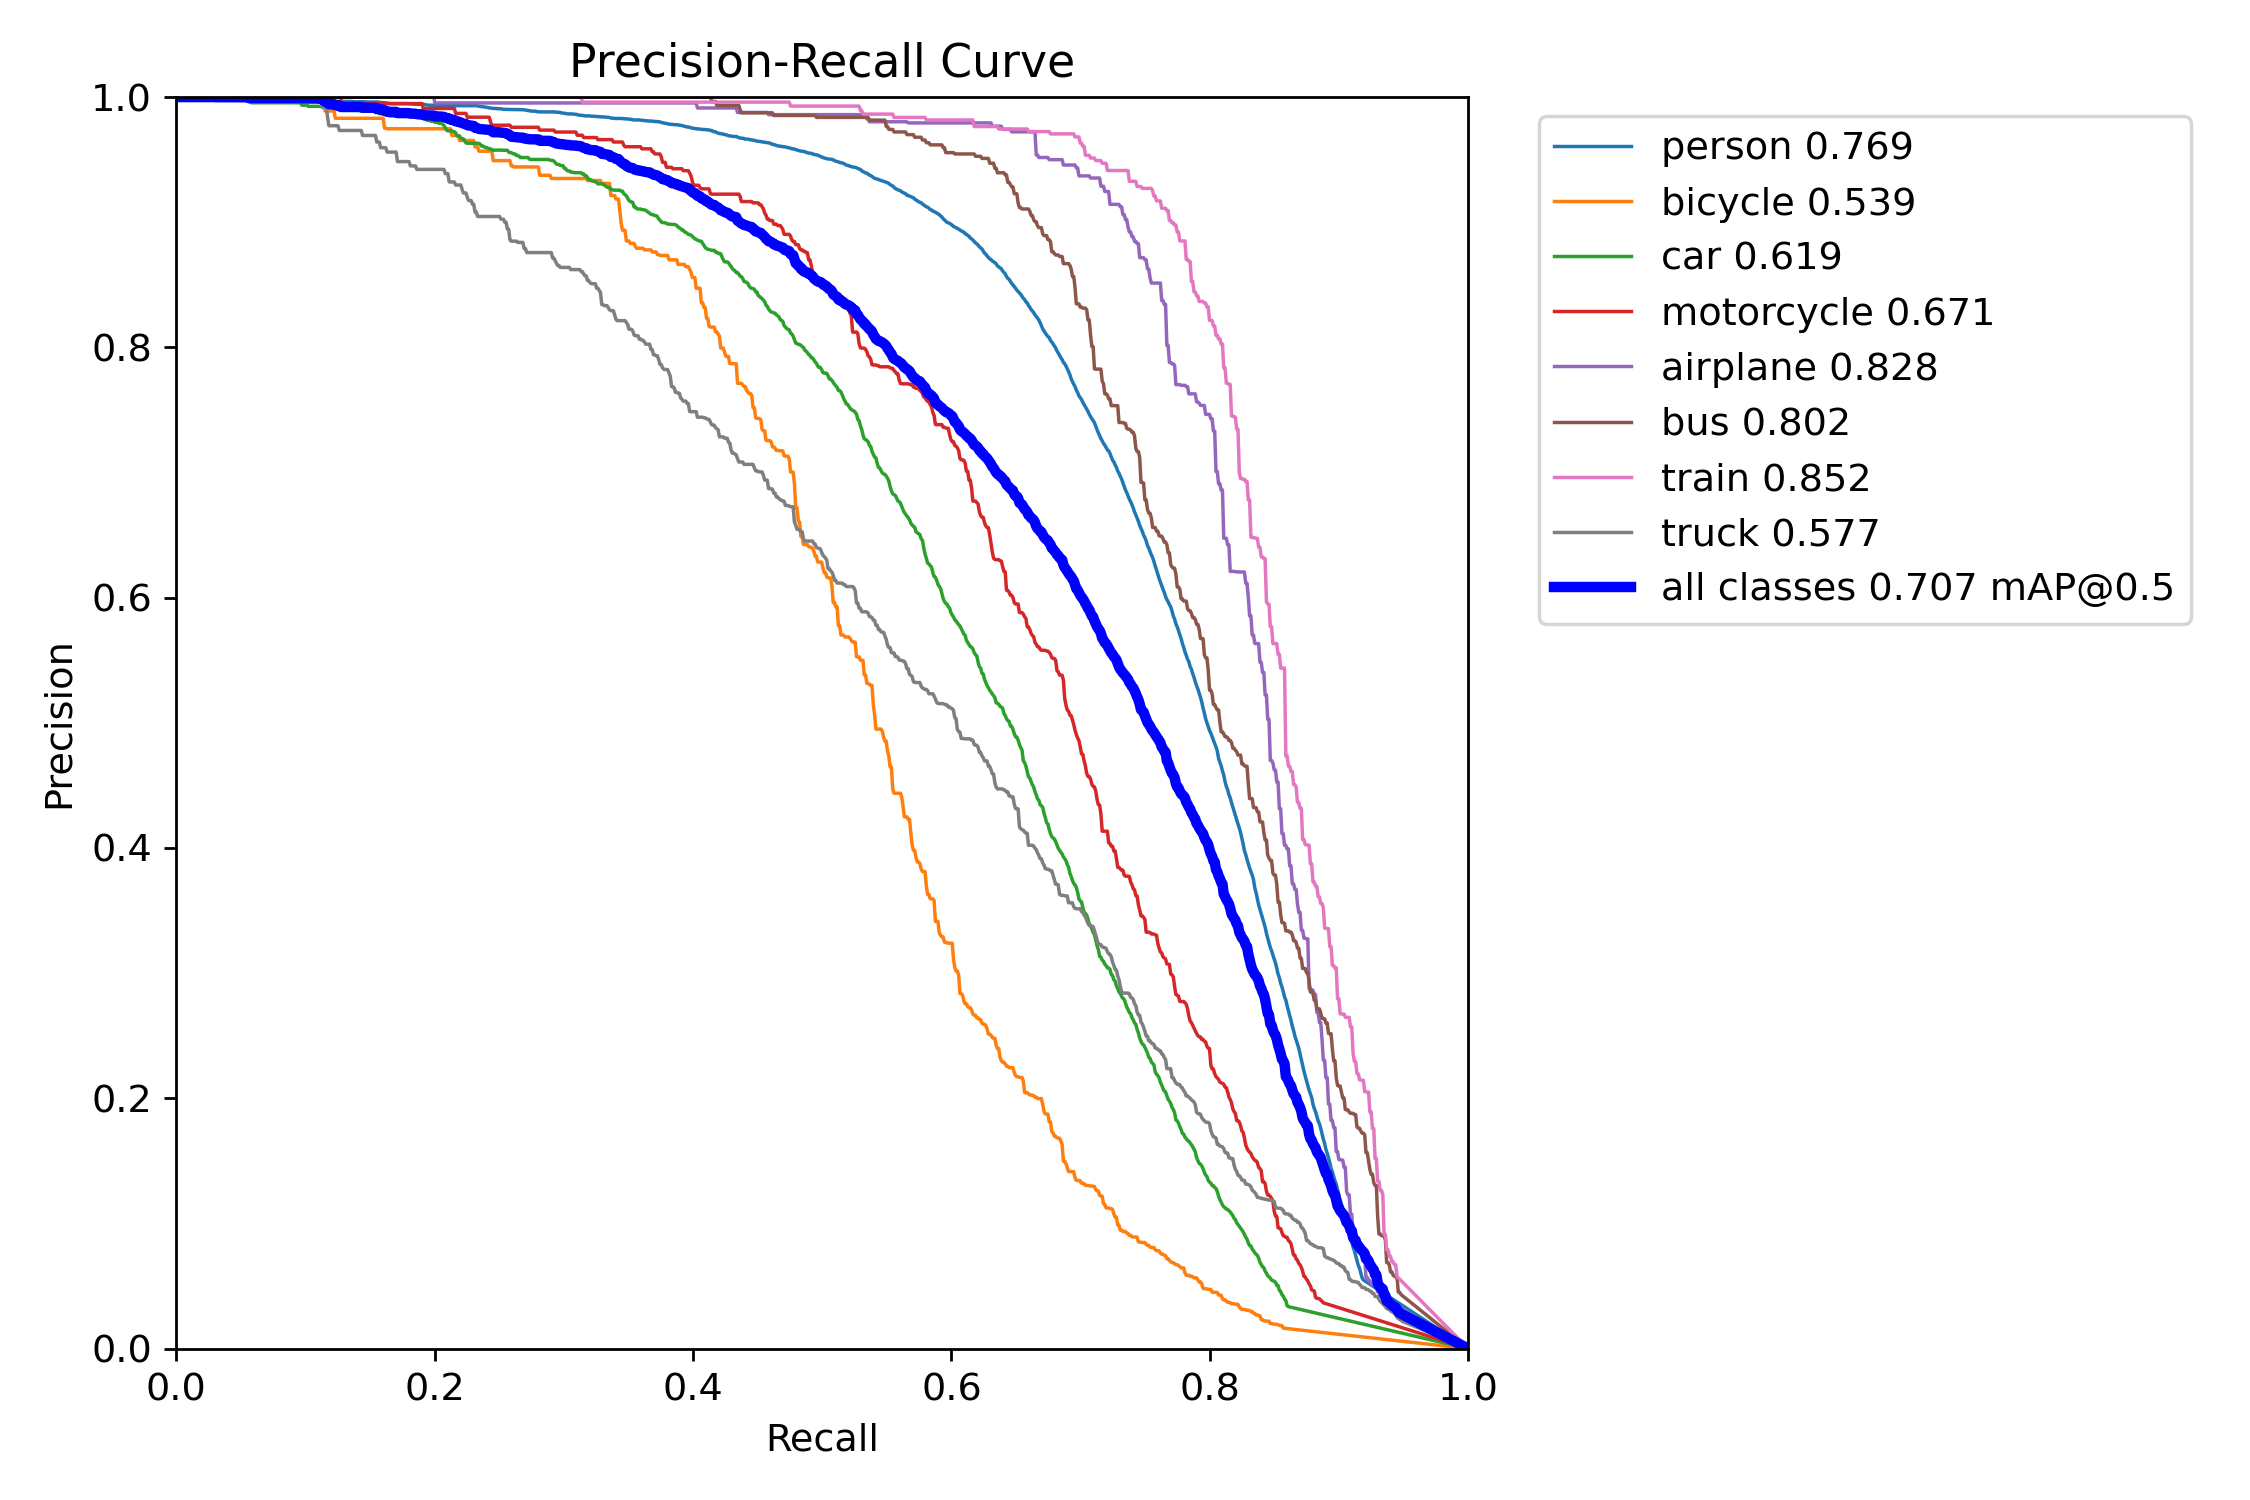 Precision-Recall Curve
1.0
0.8
0.6
0.4
0.2
0.0
Precision
0.0 0.2 0.4 0.6 0.8 1.0
Recall
person 0.769
bicycle 0.539
car 0.619
motorcycle 0.671
airplane 0.828
bus 0.802
train 0.852
truck 0.577
all classes 0.707 mAP@0.5